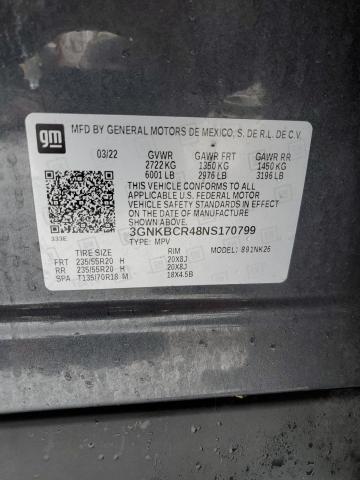 gm
MFD BY GENERAL MOTORS DE MEXICO, S. DE R.L. DE C.V.
03/22 GVWR GAWR FRT GAWR RR
2722 KG 1350 KG 1450 KG
6001 LB 2976 LB 3196 LB
THIS VEHICLE CONFORMS TO ALL
APPLICABLE U.S. FEDERAL MOTOR
VEHICLE SAFETY STANDARDS IN
EFFECT ON THE DATE OF
MANUFACTURE SHOWN ABOVE.
3GNKBCR48NS170799
333E TYPE: MPV MODEL: 891NK26
TIRE SIZE RIM
FRT 235/55R20 H 20X8J
RR 235/55R20 H 20X8J
SPA T135/70R18 M 18X4.5B